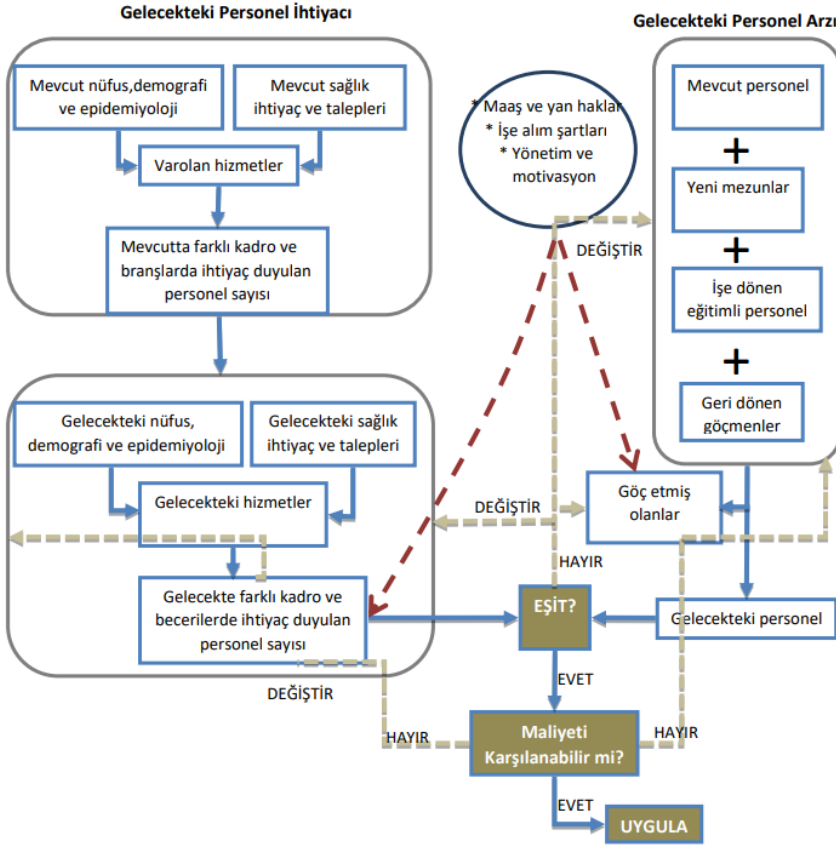 Gelecekteki Personel İhtiyacı
Mevcut nüfus,demografi
ve epidemiyoloji
Mevcut sağlık
ihtiyaç ve talepleri
Varolan hizmetler
Mevcutta farklı kadro ve
branşlarda ihtiyaç duyulan
personel sayısı
Gelecekteki nüfus,
demografi ve epidemiyoloji
Gelecekteki sağlık
ihtiyaç ve talepleri
Gelecekteki hizmetler
Gelecekte farklı kadro ve
becerilerde ihtiyaç duyulan
personel sayısı
DEĞİŞTİR
* Maaş ve yan haklar
* İşe alım şartları
* Yönetim ve
motivasyon
DEĞİŞTİR
Gelecekteki Personel Arzı
Mevcut personel
+
Yeni mezunlar
+
İşe dönen
eğitimli personel
+
Geri dönen
göçmenler
DEĞİŞTİR
Göç etmiş
olanlar
HAYIR
EŞİT?
Gelecekteki personel
EVET
HAYIR
Maliyeti
Karşılanabilir mi?
HAYIR
EVET
UYGULA